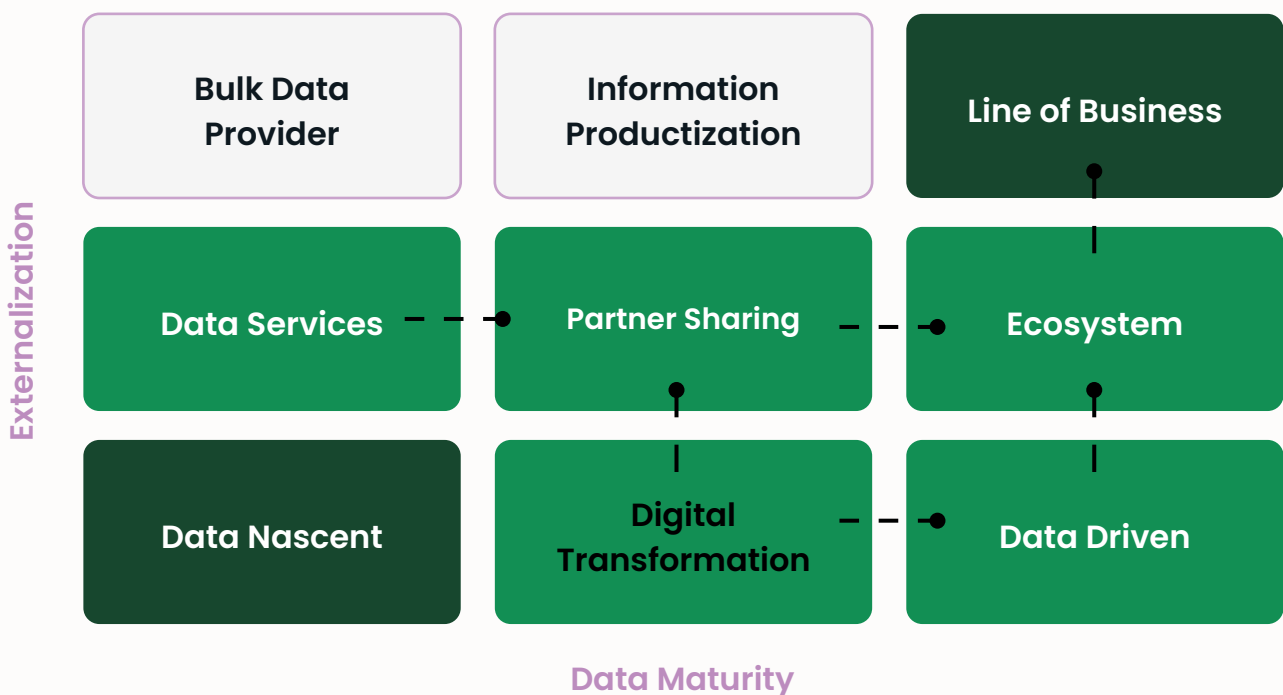 Bulk Data
Provider
Information
Productization
Line of Business
Externalization
Data Services
Partner Sharing
Ecosystem
Data Nascent
Digital
Transformation
Data Driven
Data Maturity